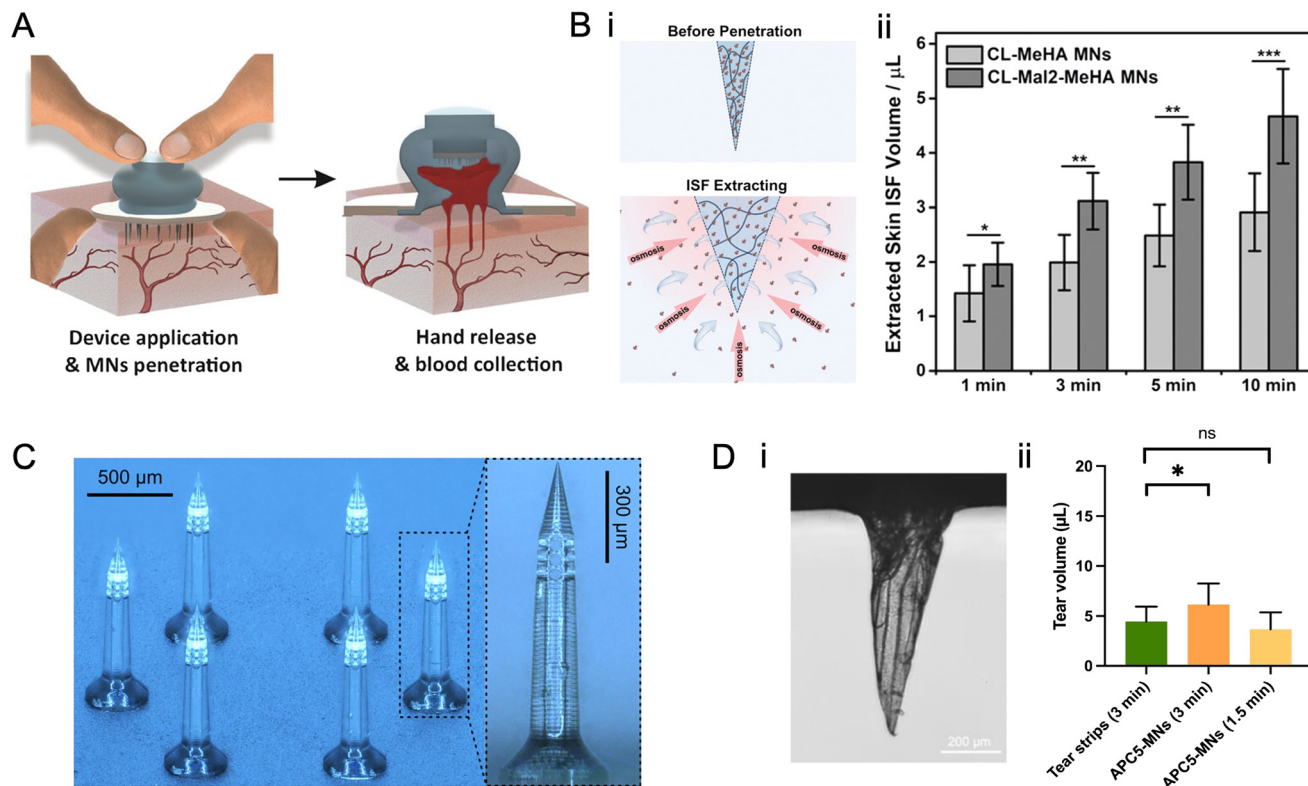 A
Device application
& MNs penetration
Hand release
& blood collection
B
i
Before Penetration
ISF Extracting
osmosis
osmosis
osmosis
osmosis
osmosis
ii
Extracted Skin ISF Volume / μL
6
5
4
3
2
1
0
CL-MeHA MNs
CL-Mal2-MeHA MNs
*
**
**
***
1 min
3 min
5 min
10 min
C
500 μm
300 μm
D
i
200 μm
ii
Tear volume (μL)
20
15
10
5
0
ns
*
Tear strips (3 min)
APC5-MNs (3 min)
APC5-MNs (1.5 min)